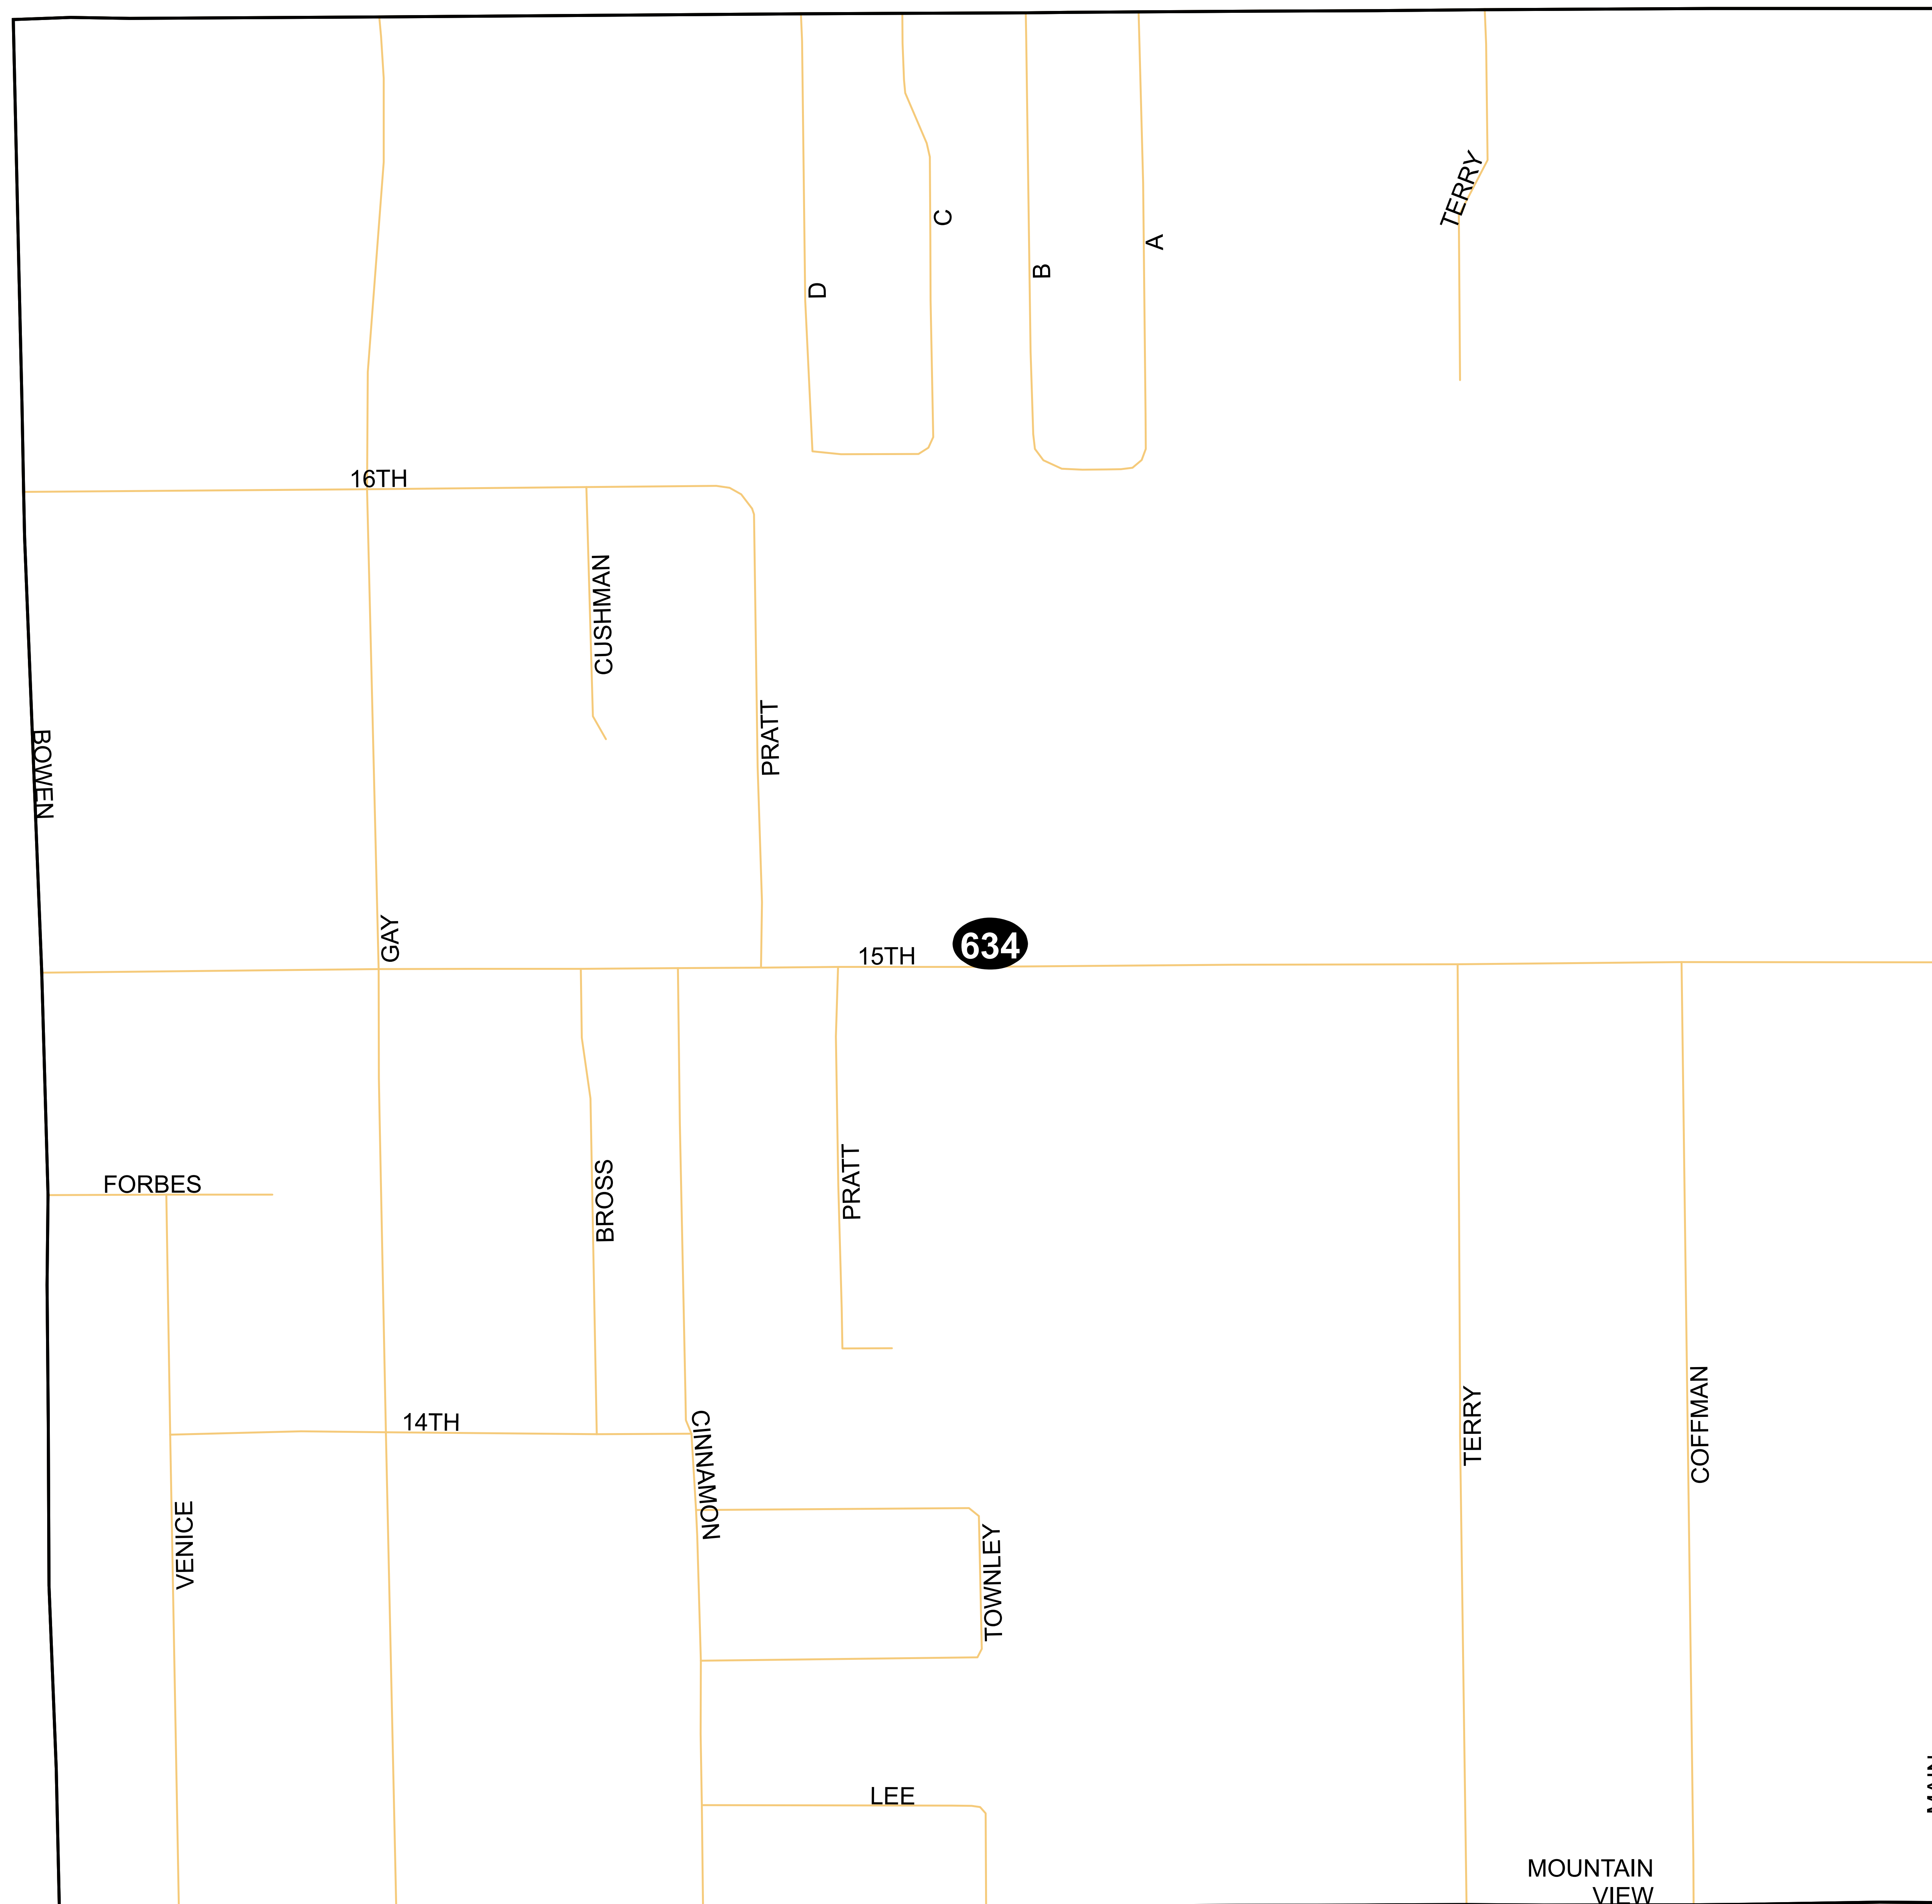 TERRY
C
A
B
D
16TH
CUSHMAN
PRATT
BOWEN
GAY
15TH
634
FORBES
BROSS
PRATT
14TH
CINNAMON
TERRY
COFFMAN
VENICE
TOWNLEY
LEE
MAIN
MOUNTAIN
VIEW